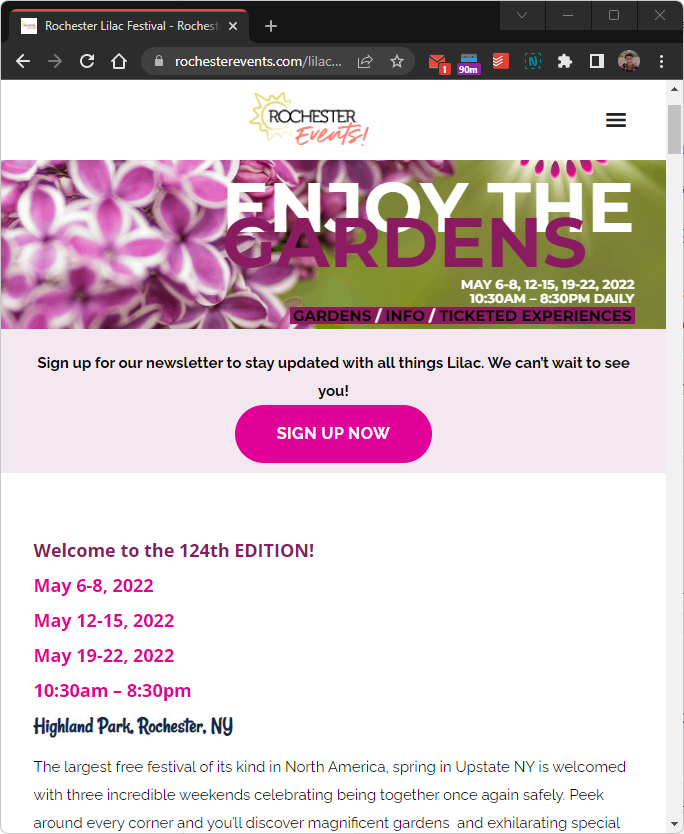 Rochester Lilac Festival - Rochest
rochesterevents.com/lilac...
1
90m
N
ROCHESTER
Events!
ENJOY THE
GARDENS
MAY 6-8, 12-15, 19-22, 2022
10:30AM – 8:30PM DAILY
GARDENS / INFO / TICKETED EXPERIENCES
Sign up for our newsletter to stay updated with all things Lilac. We can't wait to see
you!
SIGN UP NOW
Welcome to the 124th EDITION!
May 6-8, 2022
May 12-15, 2022
May 19-22, 2022
10:30am – 8:30pm
Highland Park, Rochester, NY
The largest free festival of its kind in North America, spring in Upstate NY is welcomed
with three incredible weekends celebrating being together once again safely. Peek
around every corner and you'll discover magnificent gardens and exhilarating special